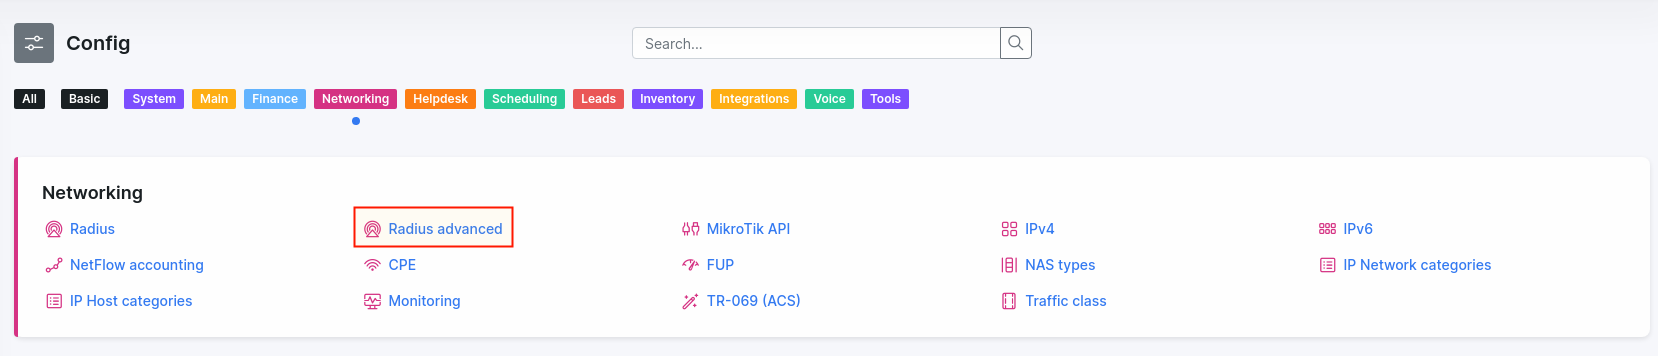 Config
Search...
All Basic System Main Finance Networking Helpdesk Scheduling Leads Inventory Integrations Voice Tools
Networking
Radius Radius advanced MikroTik API IPv4 IPv6
NetFlow accounting CPE FUP NAS types IP Network categories
IP Host categories Monitoring TR-069 (ACS) Traffic class